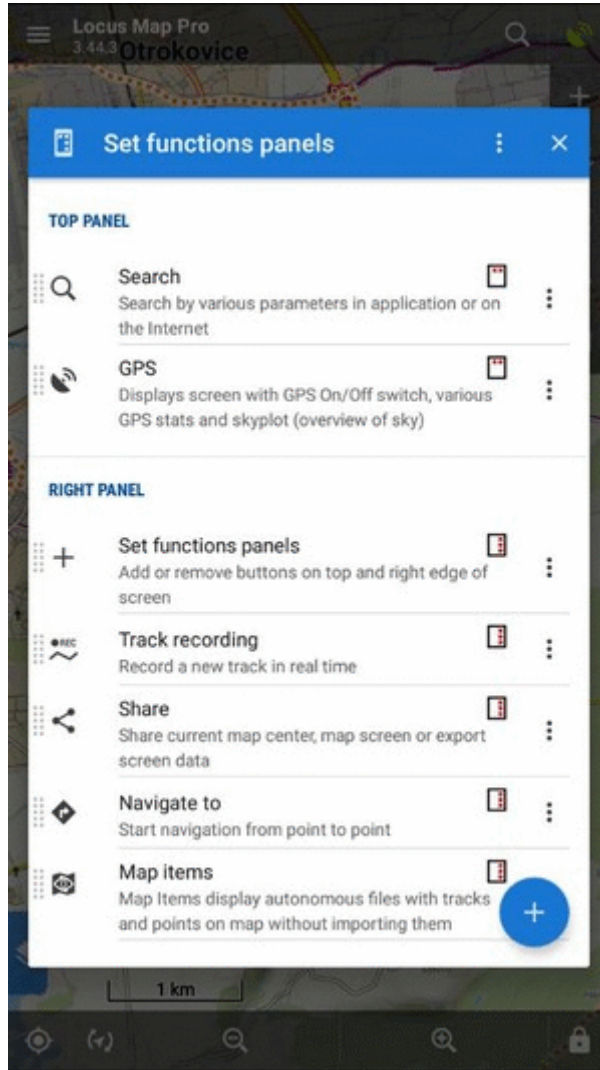 Locus Map Pro
3.44.3
Otrokovice
Set functions panels
TOP PANEL
Search
Search by various parameters in application or on
the Internet
GPS
Displays screen with GPS On/Off switch, various
GPS stats and skyplot (overview of sky)
RIGHT PANEL
Set functions panels
Add or remove buttons on top and right edge of
screen
REC
Track recording
Record a new track in real time
Share
Share current map center, map screen or export
screen data
Navigate to
Start navigation from point to point
Map items
Map Items display autonomous files with tracks
and points on map without importing them
1 km